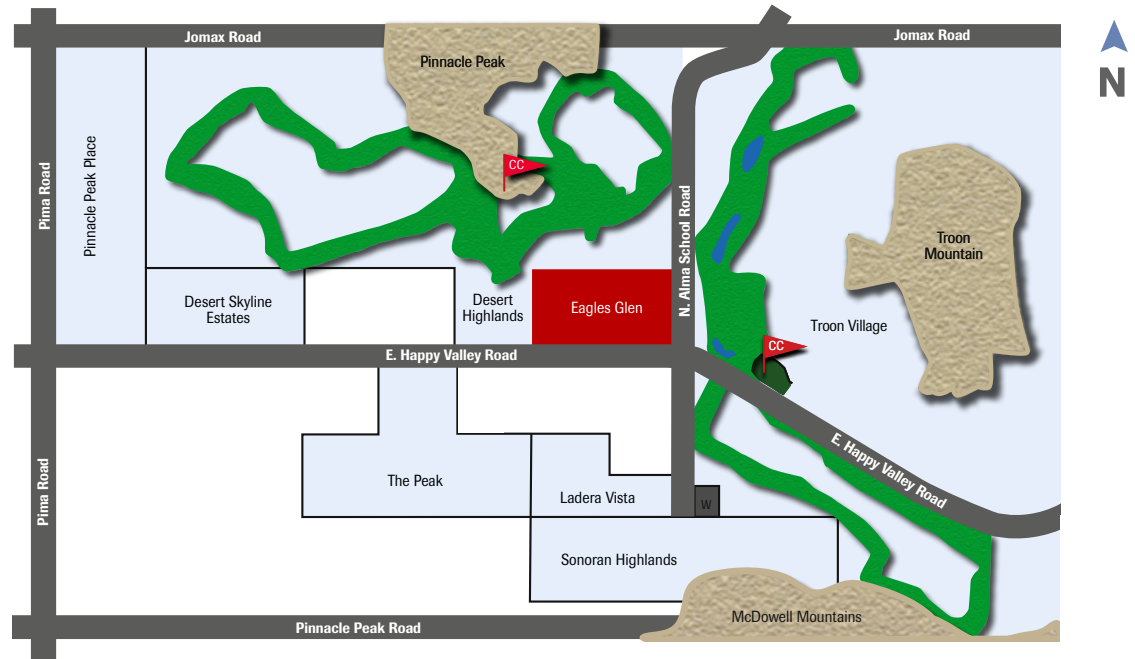 Jomax Road
Jomax Road
N
Pinnacle Peak
Pima Road
Pinnacle Peak Place
CC
N. Alma School Road
Troon
Mountain
Desert Skyline
Estates
Desert
Highlands
Eagles Glen
Troon Village
CC
E. Happy Valley Road
E. Happy Valley Road
Pima Road
The Peak
Ladera Vista
W
Sonoran Highlands
McDowell Mountains
Pinnacle Peak Road